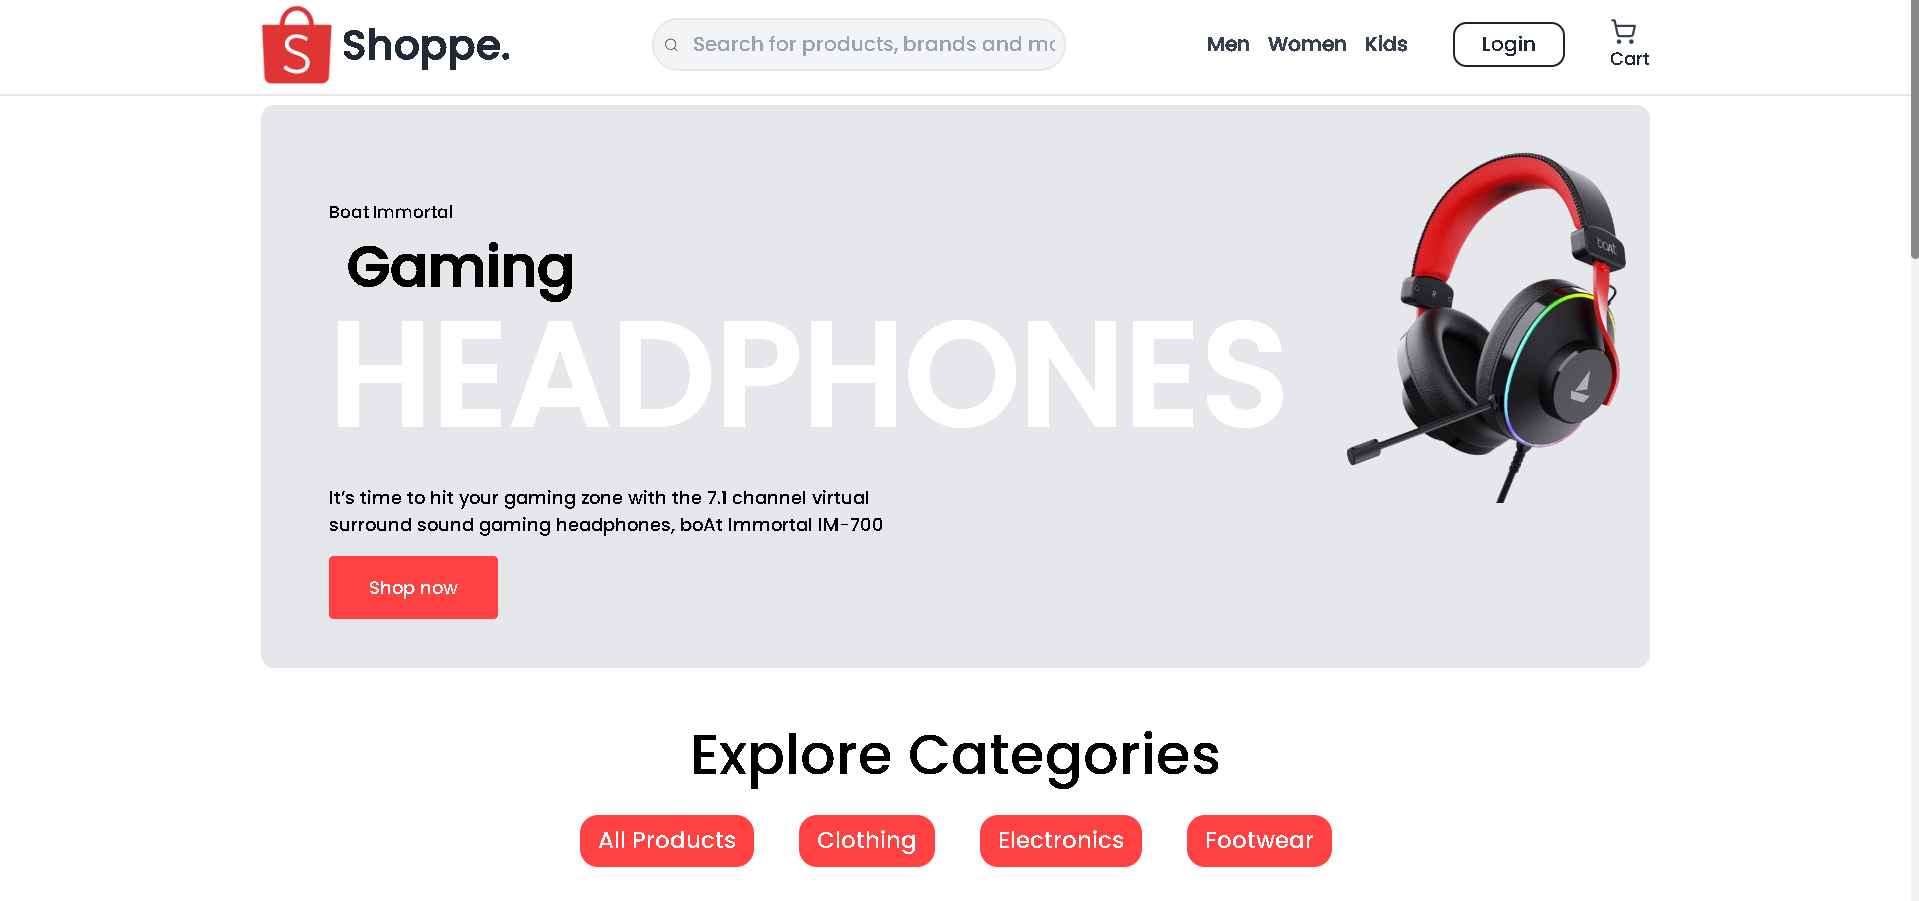 S
Shoppe.
Search for products, brands and mo
Men
Women
Kids
Login
Cart
Boat Immortal
Gaming
HEADPHONES
boAt
R
It's time to hit your gaming zone with the 7.1 channel virtual
surround sound gaming headphones, boAt Immortal IM-700
Shop now
Explore Categories
All Products
Clothing
Electronics
Footwear